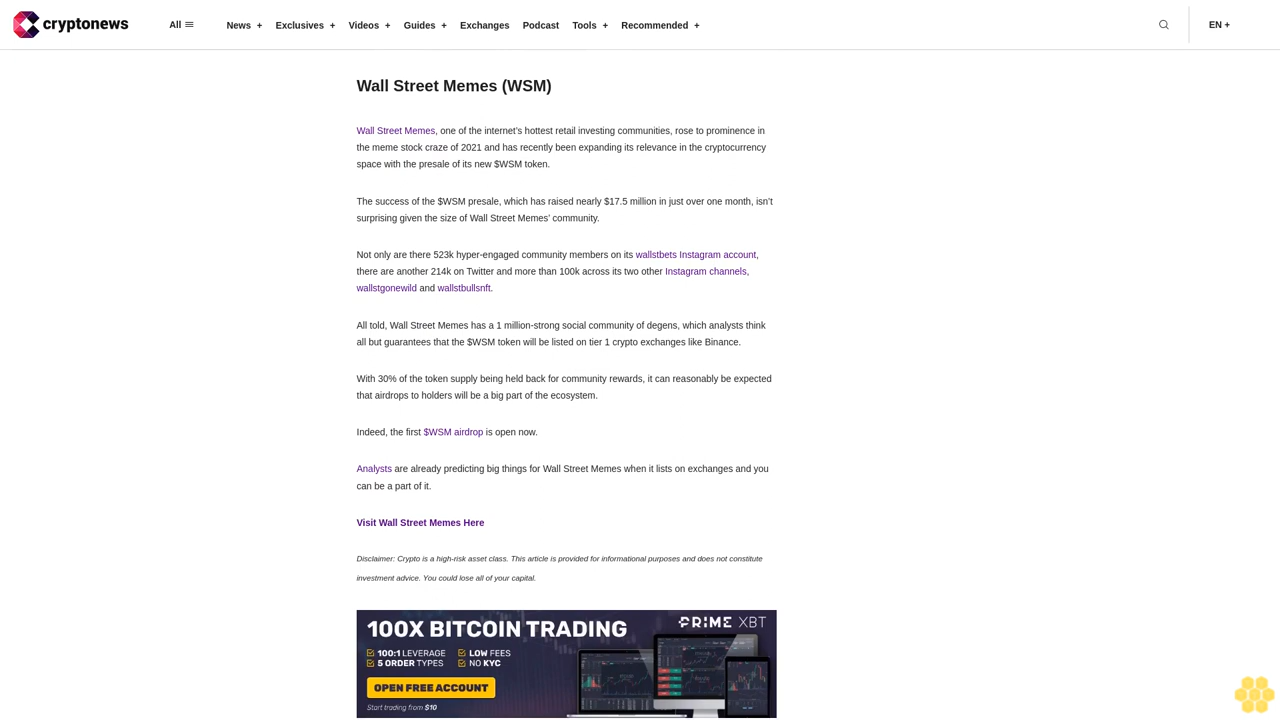 cryptonews
All
News +
Exclusives +
Videos +
Guides +
Exchanges
Podcast
Tools +
Recommended +
EN +
Wall Street Memes (WSM)
Wall Street Memes, one of the internet’s hottest retail investing communities, rose to prominence in
the meme stock craze of 2021 and has recently been expanding its relevance in the cryptocurrency
space with the presale of its new $WSM token.
The success of the $WSM presale, which has raised nearly $17.5 million in just over one month, isn’t
surprising given the size of Wall Street Memes’ community.
Not only are there 523k hyper-engaged community members on its wallstbets Instagram account,
there are another 214k on Twitter and more than 100k across its two other Instagram channels,
wallstgonewild and wallstbullsnft.
All told, Wall Street Memes has a 1 million-strong social community of degens, which analysts think
all but guarantees that the $WSM token will be listed on tier 1 crypto exchanges like Binance.
With 30% of the token supply being held back for community rewards, it can reasonably be expected
that airdrops to holders will be a big part of the ecosystem.
Indeed, the first $WSM airdrop is open now.
Analysts are already predicting big things for Wall Street Memes when it lists on exchanges and you
can be a part of it.
Visit Wall Street Memes Here
Disclaimer: Crypto is a high-risk asset class. This article is provided for informational purposes and does not constitute
investment advice. You could lose all of your capital.
100X BITCOIN TRADING
PRIME XBT
100:1 LEVERAGE
LOW FEES
5 ORDER TYPES
NO KYC
OPEN FREE ACCOUNT
Start trading from $10